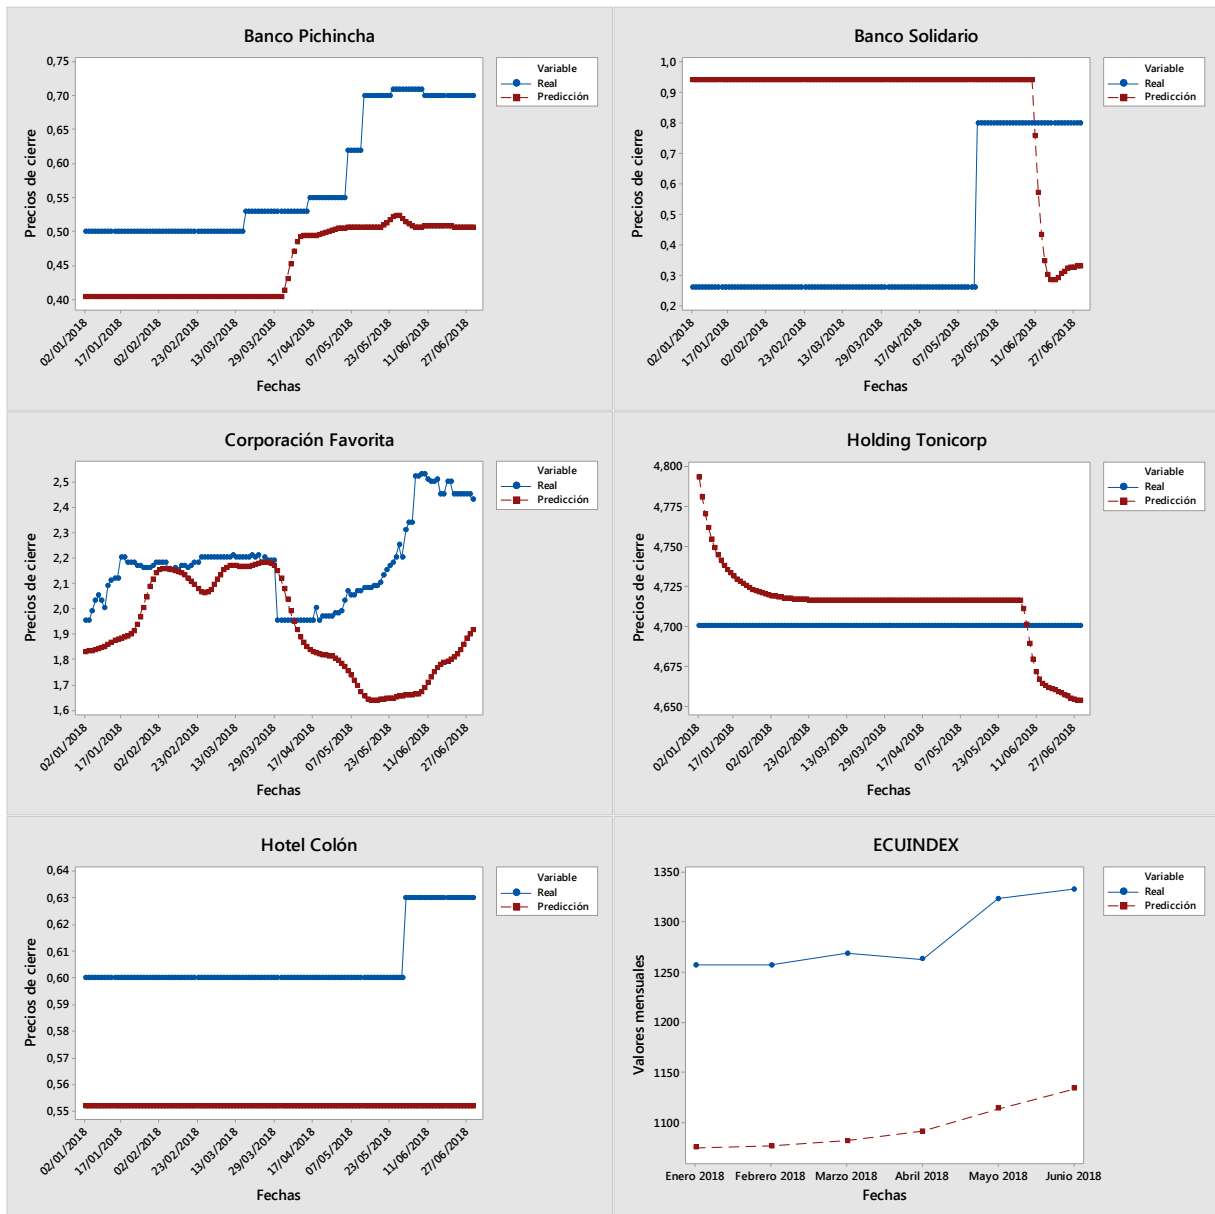 Banco Pichincha
Precios de cierre
0,75
0,70
0,65
0,60
0,55
0,50
0,45
0,40
02/01/2018
17/01/2018
02/02/2018
23/02/2018
13/03/2018
29/03/2018
17/04/2018
07/05/2018
23/05/2018
11/06/2018
27/06/2018
Fechas
Variable
Real
Predicción
Banco Solidario
Precios de cierre
1,0
0,9
0,8
0,7
0,6
0,5
0,4
0,3
0,2
02/01/2018
17/01/2018
02/02/2018
23/02/2018
13/03/2018
29/03/2018
17/04/2018
07/05/2018
23/05/2018
11/06/2018
27/06/2018
Fechas
Variable
Real
Predicción
Corporación Favorita
Precios de cierre
2,5
2,4
2,3
2,2
2,1
2,0
1,9
1,8
1,7
1,6
02/01/2018
17/01/2018
02/02/2018
23/02/2018
13/03/2018
29/03/2018
17/04/2018
07/05/2018
23/05/2018
11/06/2018
27/06/2018
Fechas
Variable
Real
Predicción
Holding Tonicorp
Precios de cierre
4,800
4,775
4,750
4,725
4,700
4,675
4,650
02/01/2018
17/01/2018
02/02/2018
23/02/2018
13/03/2018
29/03/2018
17/04/2018
07/05/2018
23/05/2018
11/06/2018
27/06/2018
Fechas
Variable
Real
Predicción
Hotel Colón
Precios de cierre
0,64
0,63
0,62
0,61
0,60
0,59
0,58
0,57
0,56
0,55
02/01/2018
17/01/2018
02/02/2018
23/02/2018
13/03/2018
29/03/2018
17/04/2018
07/05/2018
23/05/2018
11/06/2018
27/06/2018
Fechas
Variable
Real
Predicción
ECUINDEX
Valores mensuales
1350
1300
1250
1200
1150
1100
Enero 2018 Febrero 2018 Marzo 2018 Abril 2018 Mayo 2018 Junio 2018
Fechas
Variable
Real
Predicción